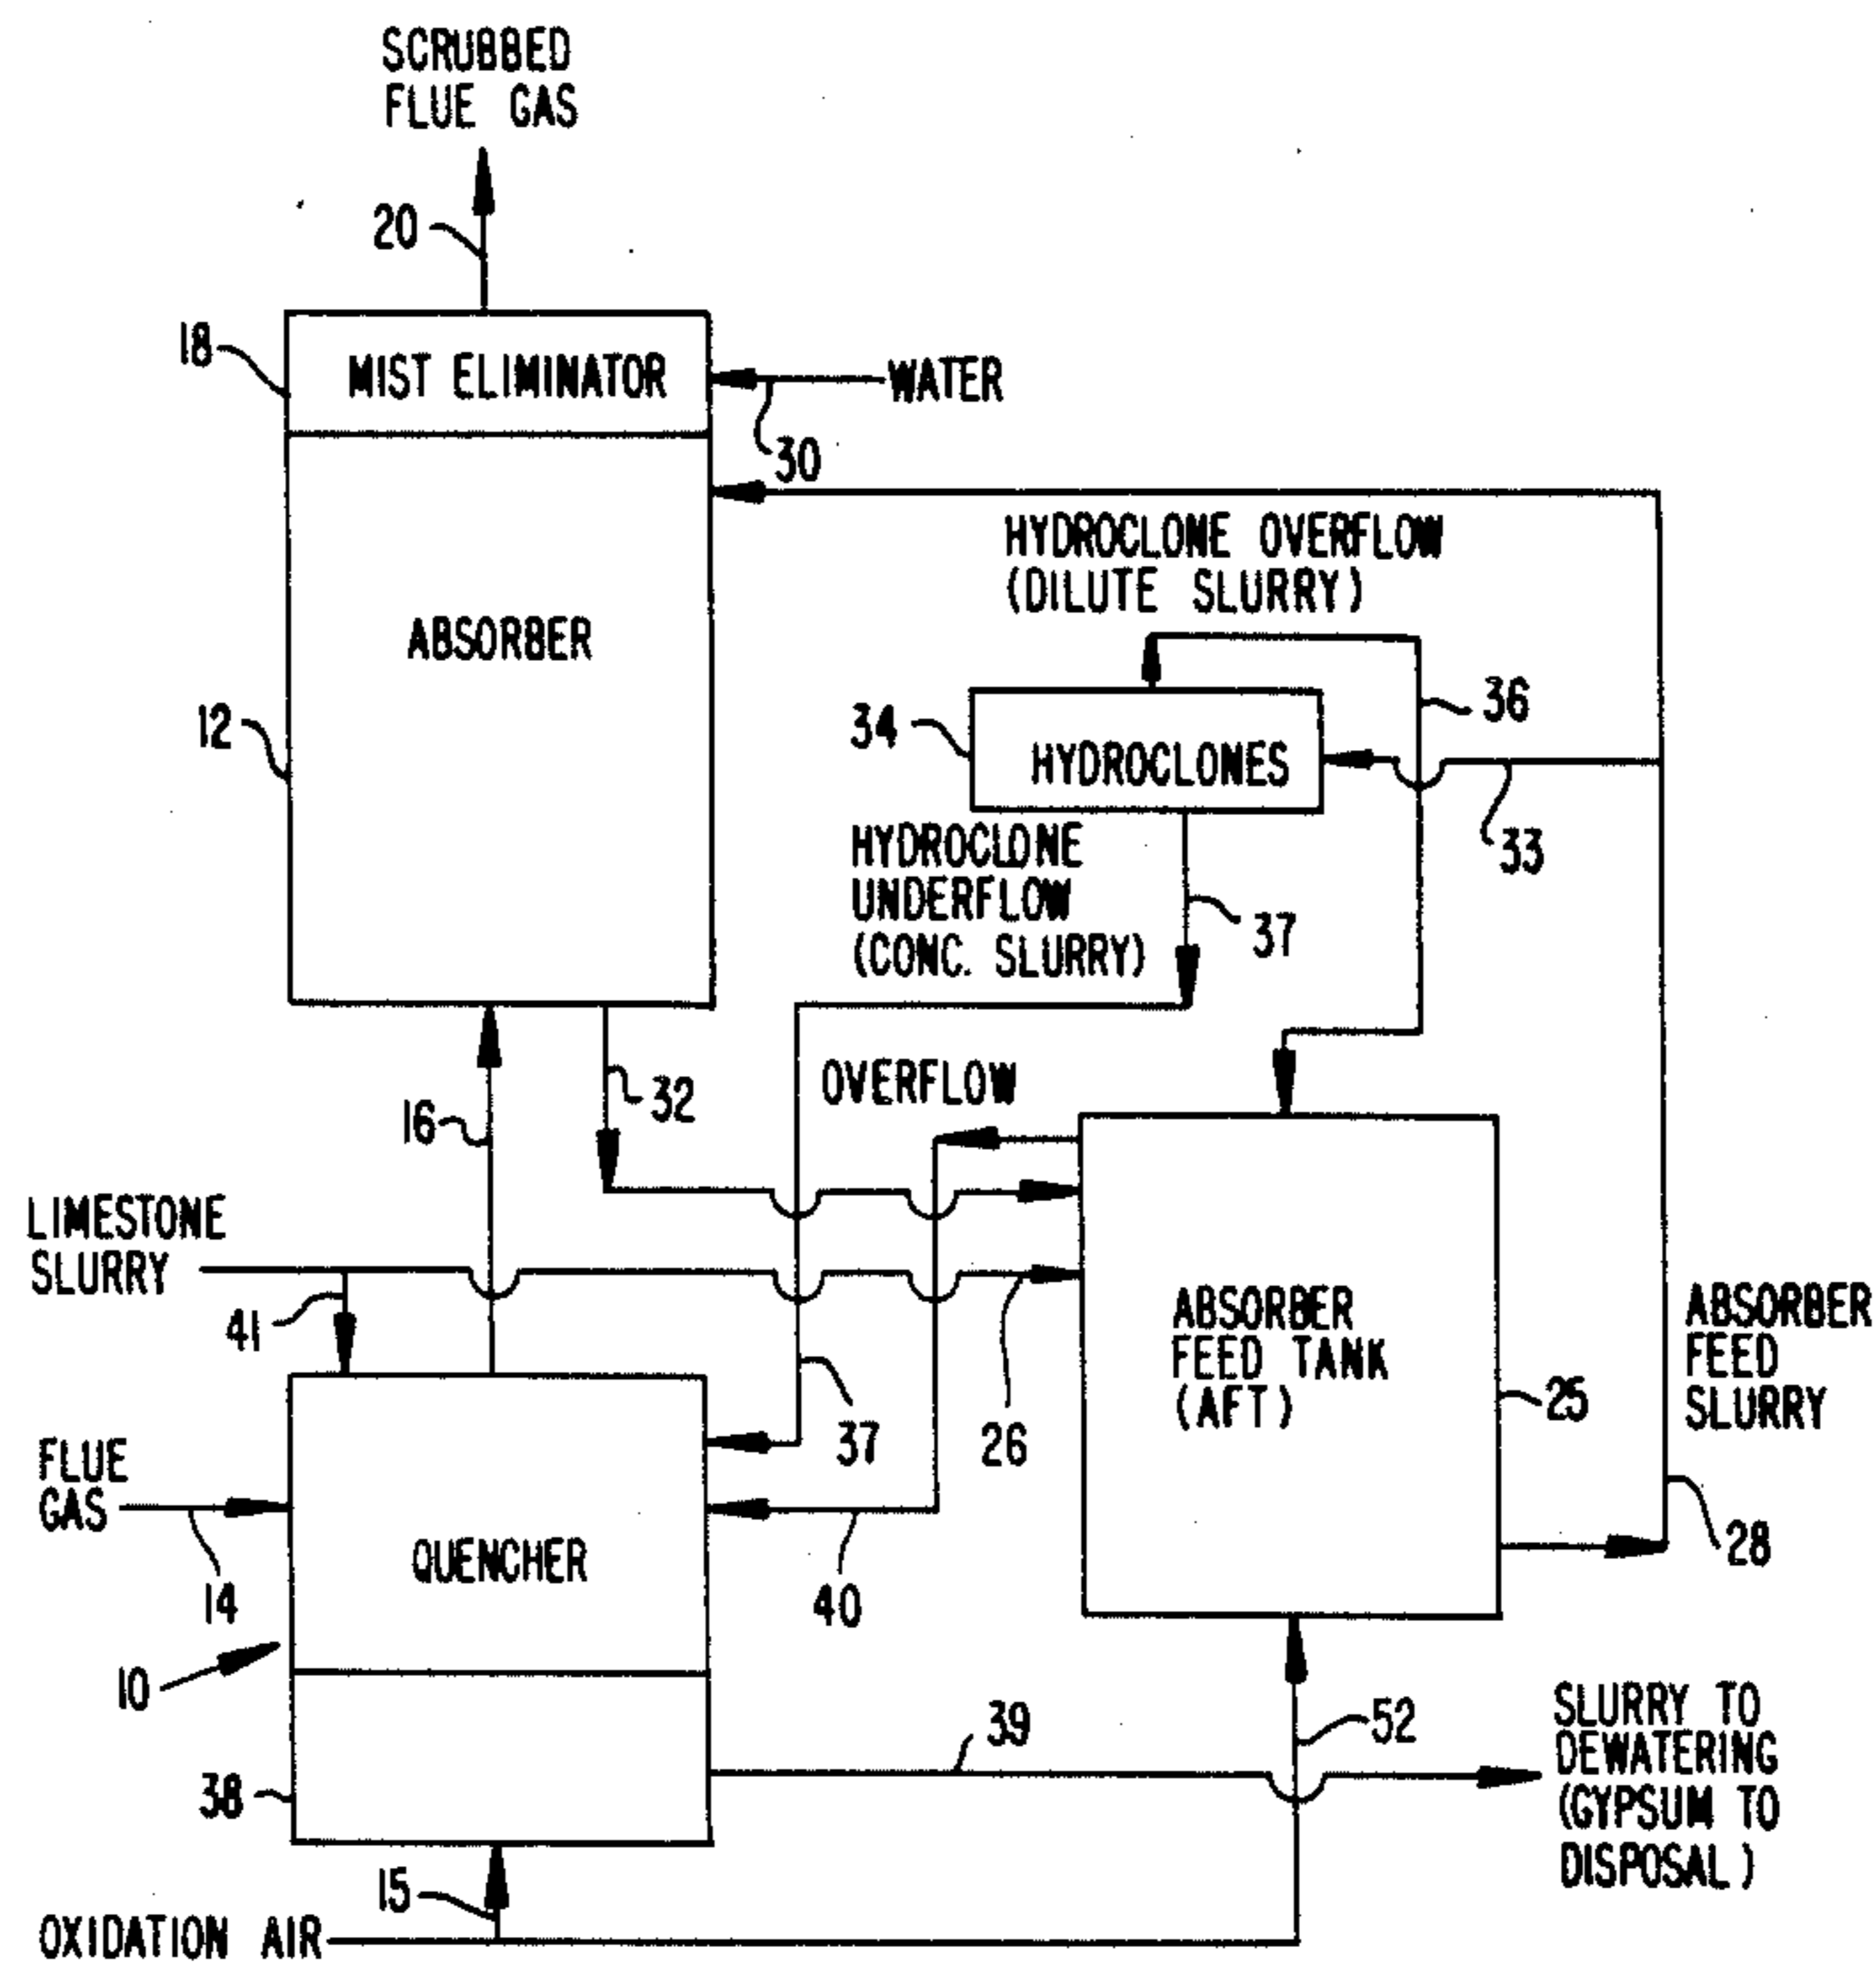 SCRUBBED
FLUE GAS
20
18
MIST ELIMINATOR
WATER
30
HYDROCLONE OVERFLOW
(DILUTE SLURRY)
ABSORBER
12
34
HYDROCLONES
36
33
HYDROCLONE
UNDERFLOW
(CONC. SLURRY)
37
OVERFLOW
32
16
LIMESTONE
SLURRY
41
ABSORBER
FEED TANK
(AFT)
25
ABSORBER
FEED
SLURRY
37
26
FLUE
GAS
14
QUENCHER
40
28
10
39
52
SLURRY TO
DEWATERING
(GYPSUM TO
DISPOSAL)
38
15
OXIDATION AIR